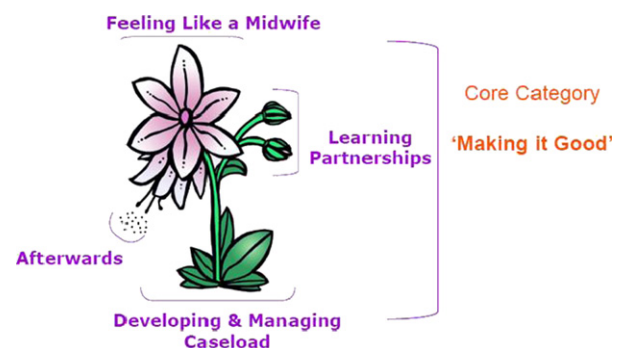 Feeling Like a Midwife
Core Category
Learning
Partnerships
‘Making it Good’
Afterwards
Developing & Managing
Caseload